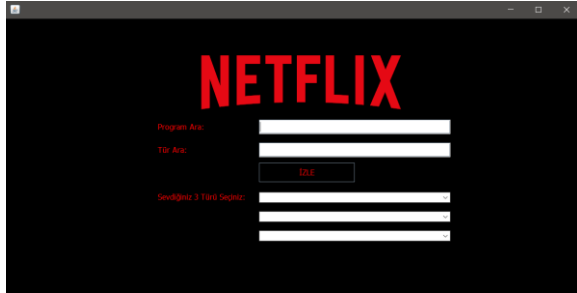 NETFLIX
Program Ara:
Tür Ara:
İZLE
Sevdiğiniz 3 Türü Seçiniz: